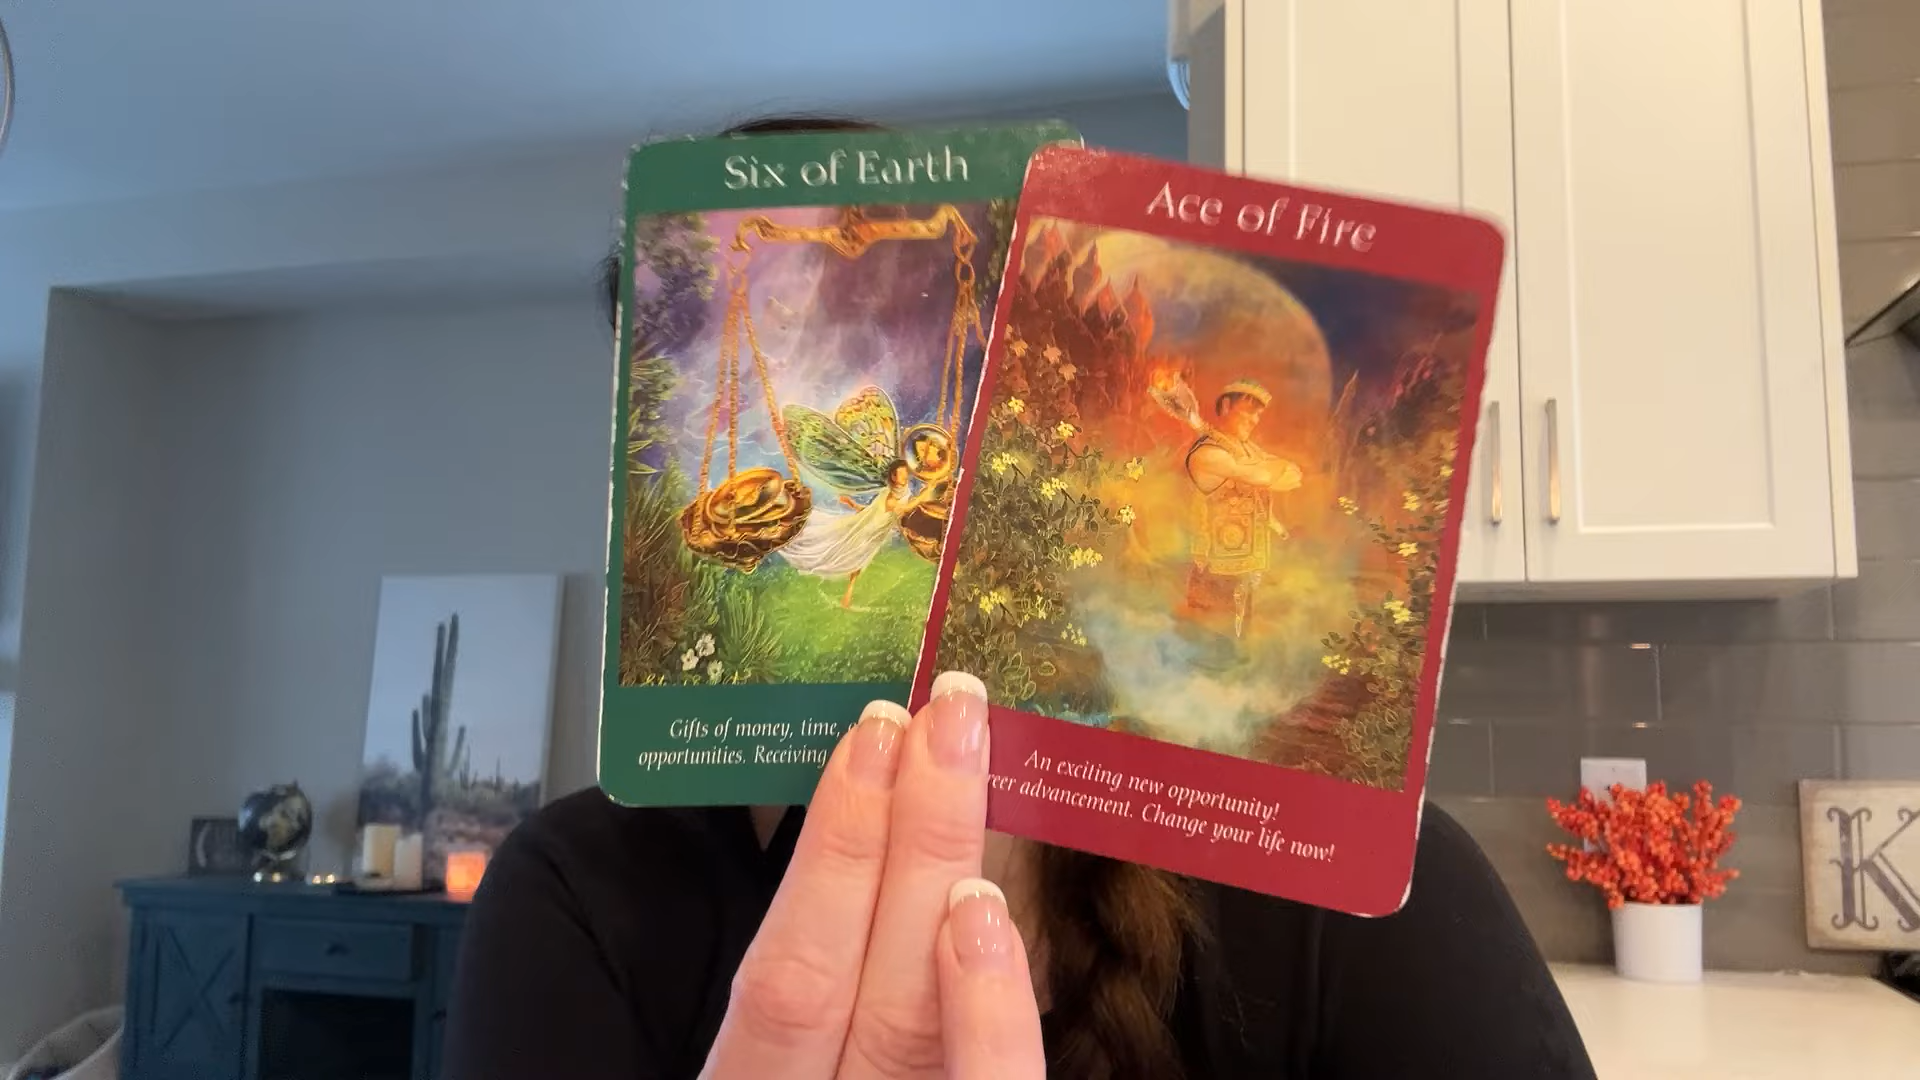 Six of Earth
Gifts of money, time,
opportunities. Receiving
Ace of Fire
An exciting new opportunity!
advancement. Change your life now!
K